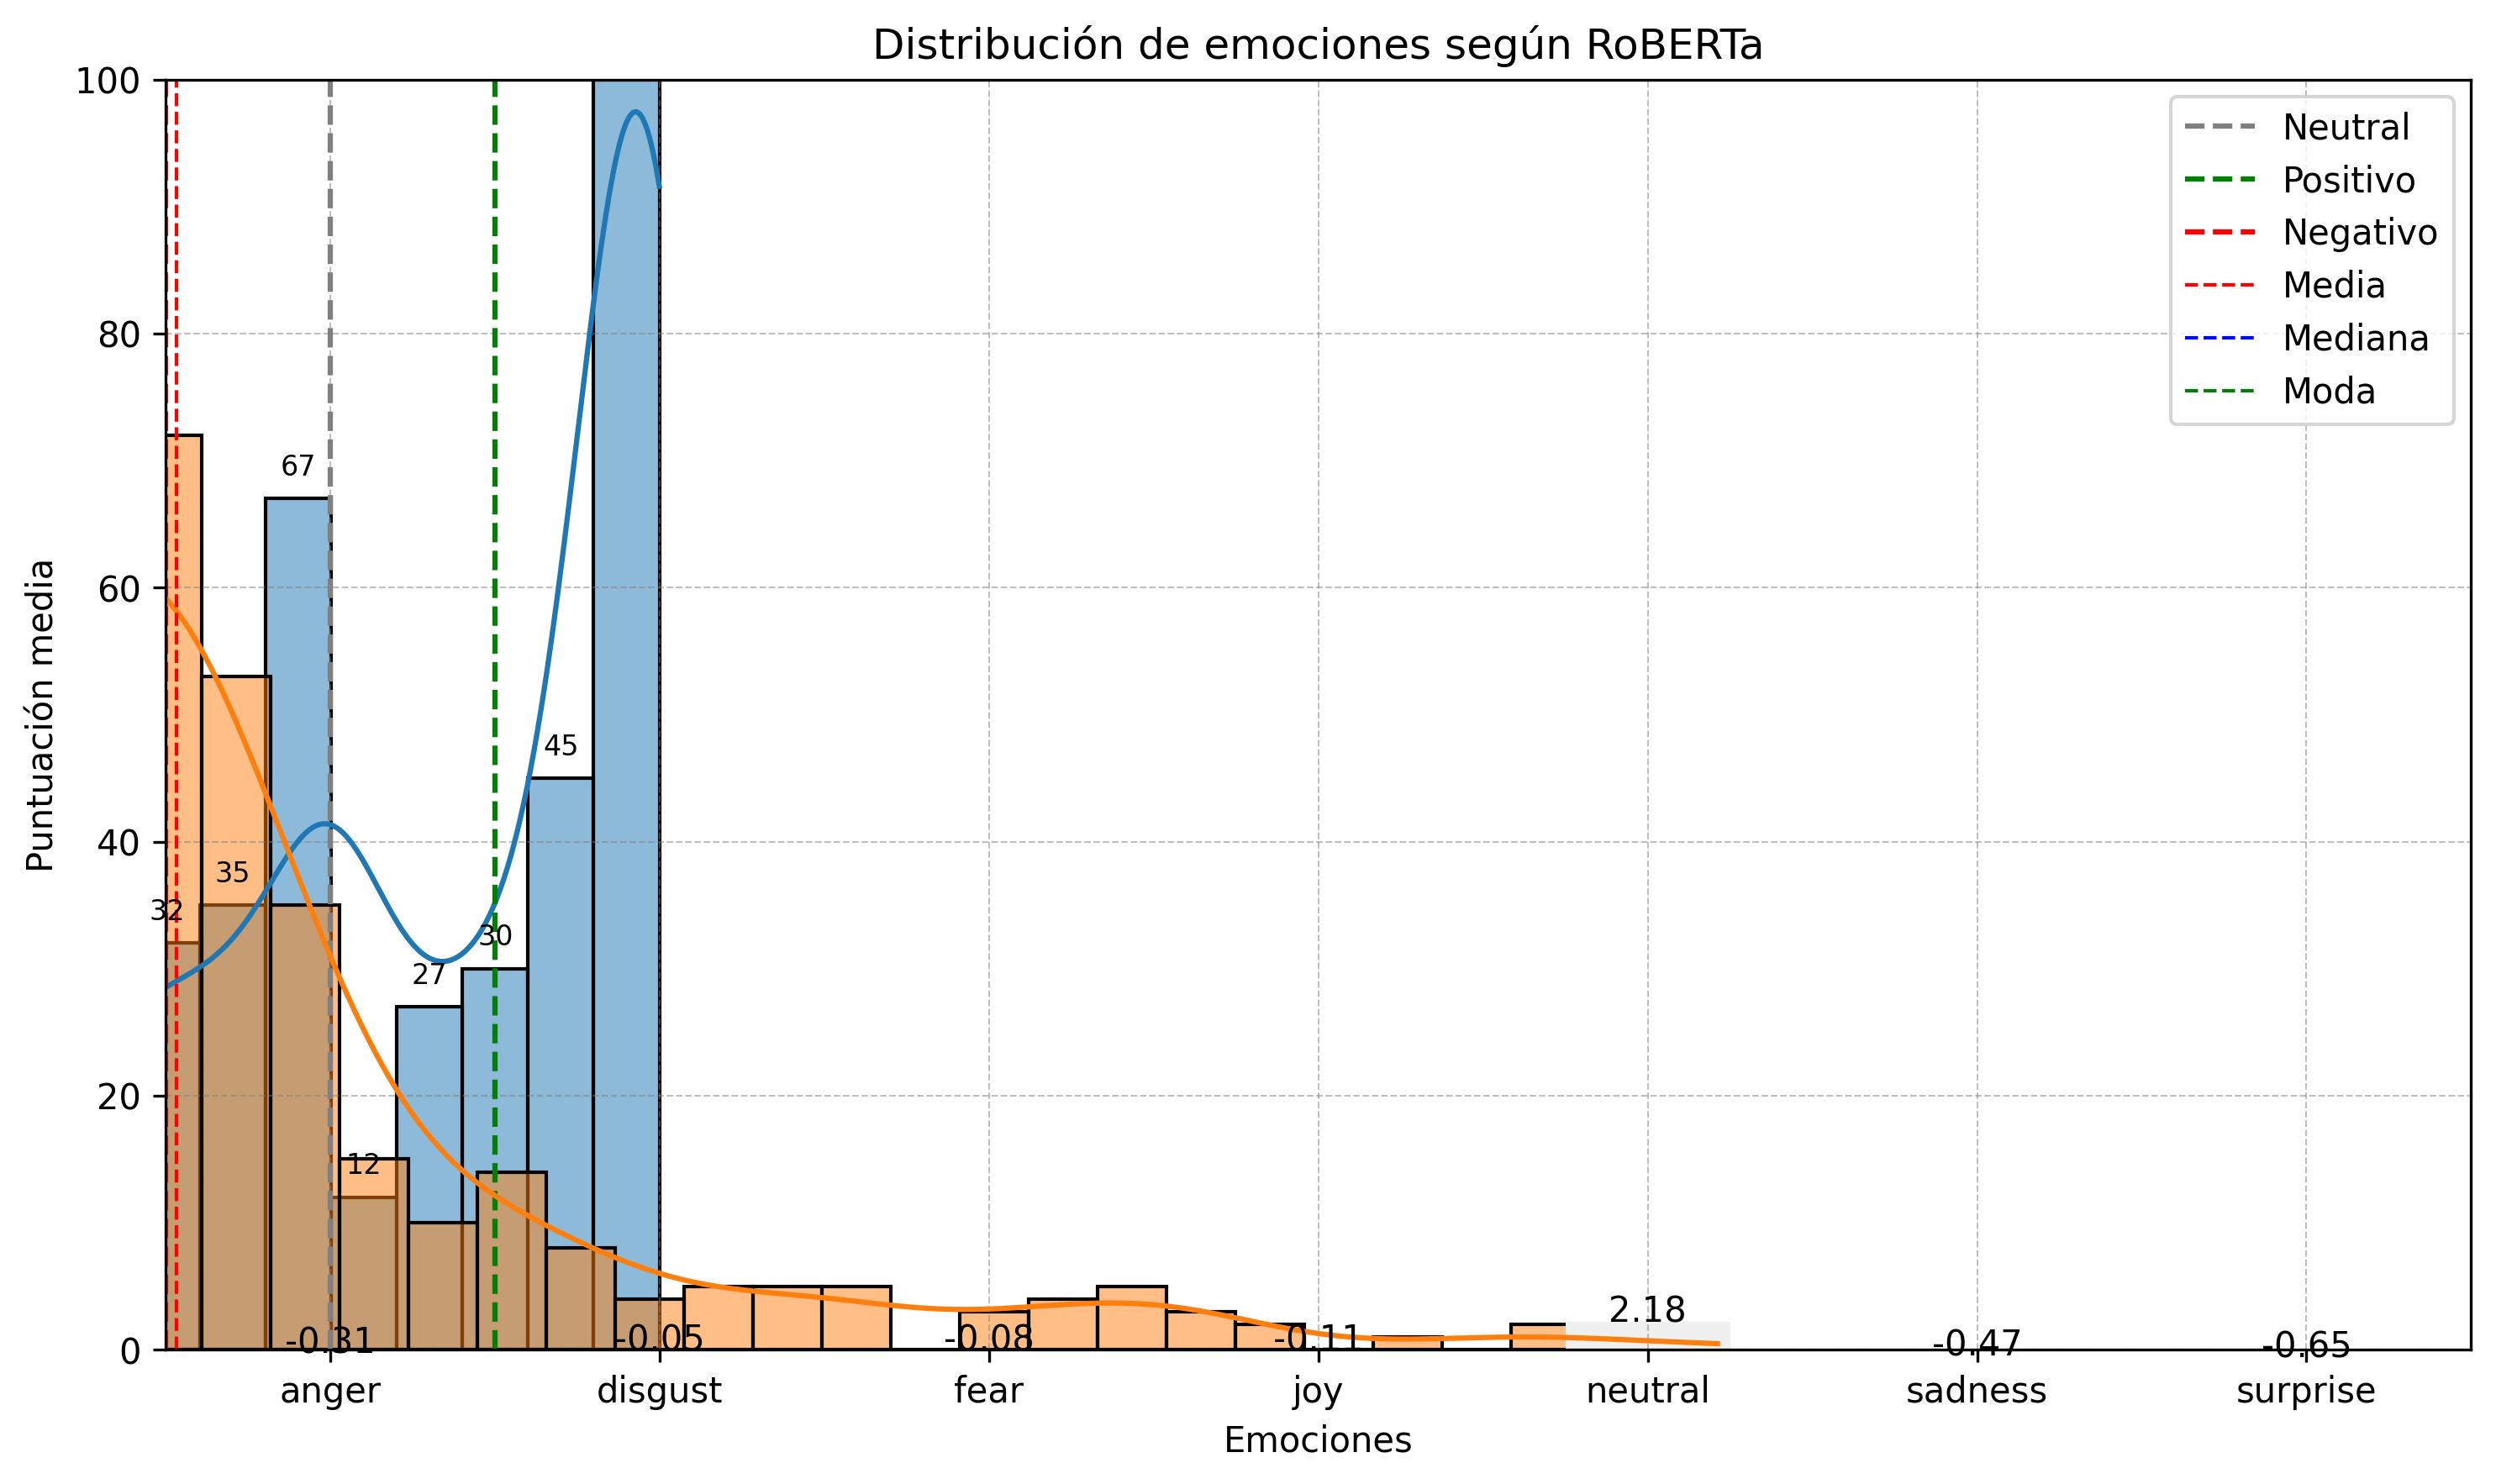 Distribución de emociones según RoBERTa
Puntuación media
100
80
60
40
20
0
Neutral
Positivo
Negativo
Media
Mediana
Moda
67
45
35
32
30
27
12
-0.31
-0.05
-0.08
-0.11
2.18
-0.47
-0.65
anger
disgust
fear
joy
neutral
sadness
surprise
Emociones